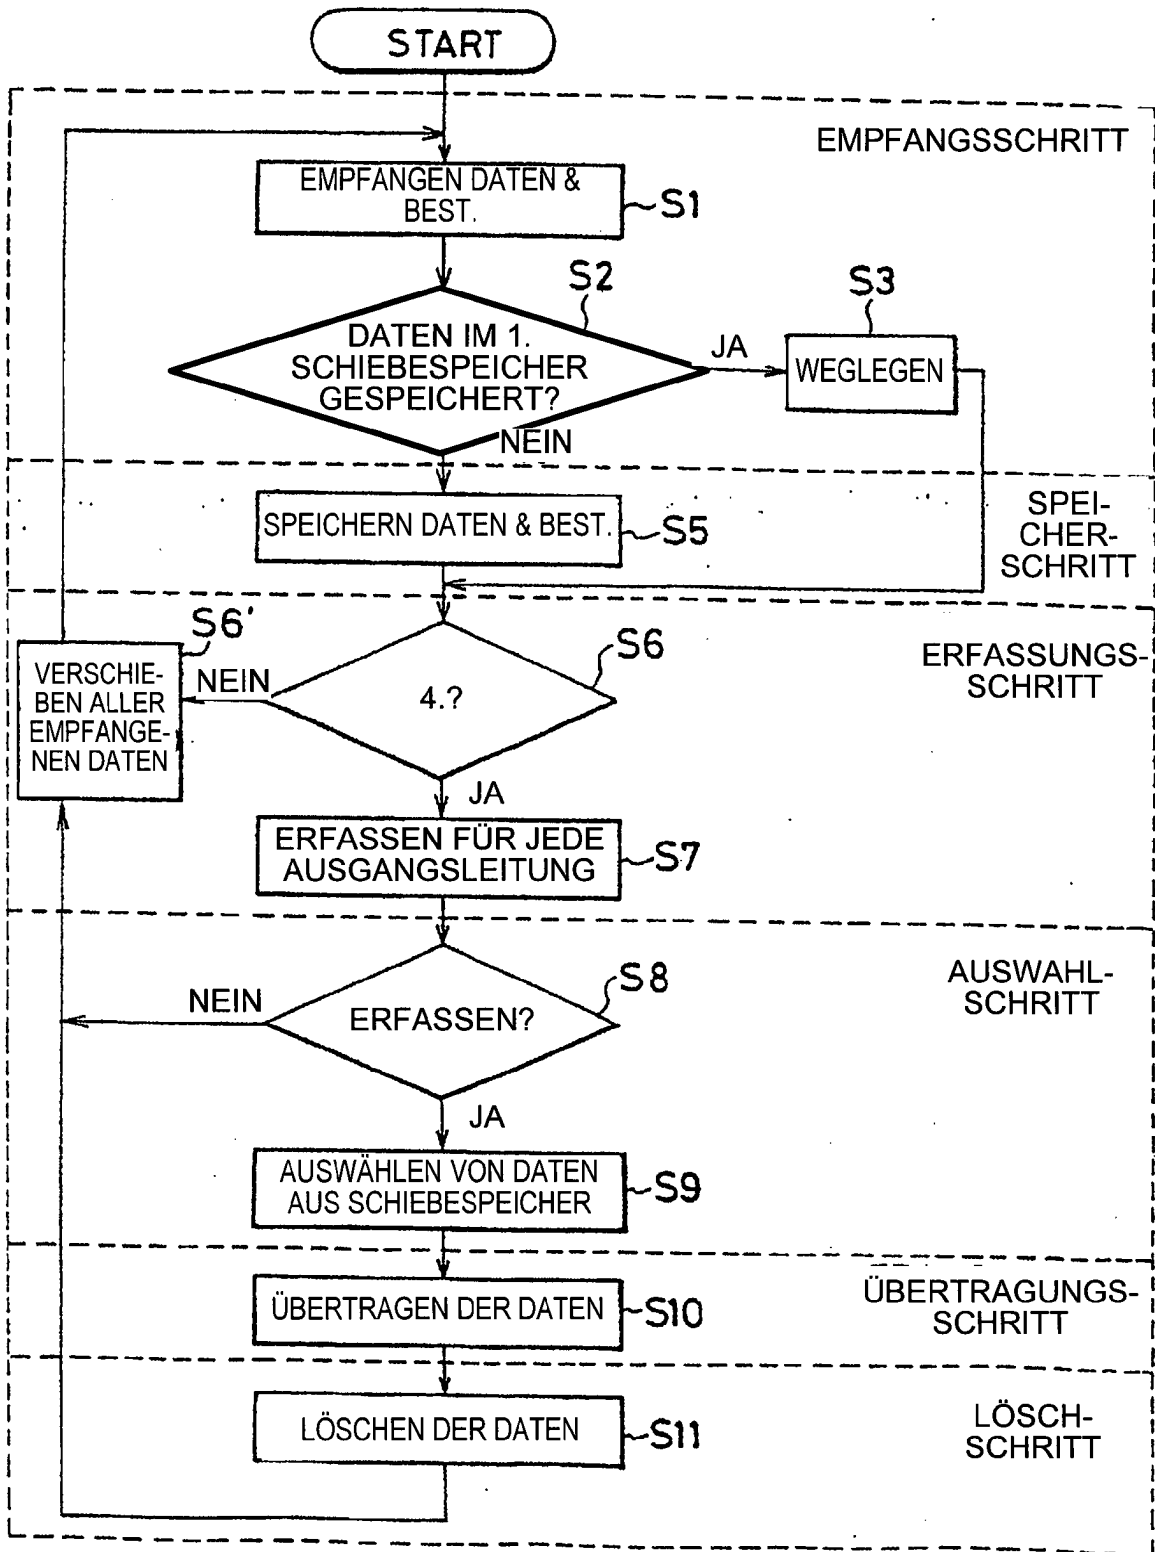 START
EMPFANGSSCHRITT
EMPFANGEN DATEN &
BEST.
S1
S2
S3
DATEN IM 1.
SCHIEBESPEICHER
GESPEICHERT?
JA
WEGLEGEN
NEIN
SPEICHERN DATEN & BEST.
S5
SPEI-
CHER-
SCHRITT
S6'
S6
ERFASSUNGS-
SCHRITT
VERSCHIE-
BEN ALLER
EMPFANGE-
NEN DATEN
NEIN
4.?
JA
ERFASSEN FÜR JEDE
AUSGANGSLEITUNG
S7
AUSWAHL-
SCHRITT
S8
NEIN
ERFASSEN?
JA
AUSWÄHLEN VON DATEN
AUS SCHIEBESPEICHER
S9
ÜBERTRAGEN DER DATEN
S10
ÜBERTRAGUNGS-
SCHRITT
LÖSCHEN DER DATEN
S11
LÖSCH-
SCHRITT